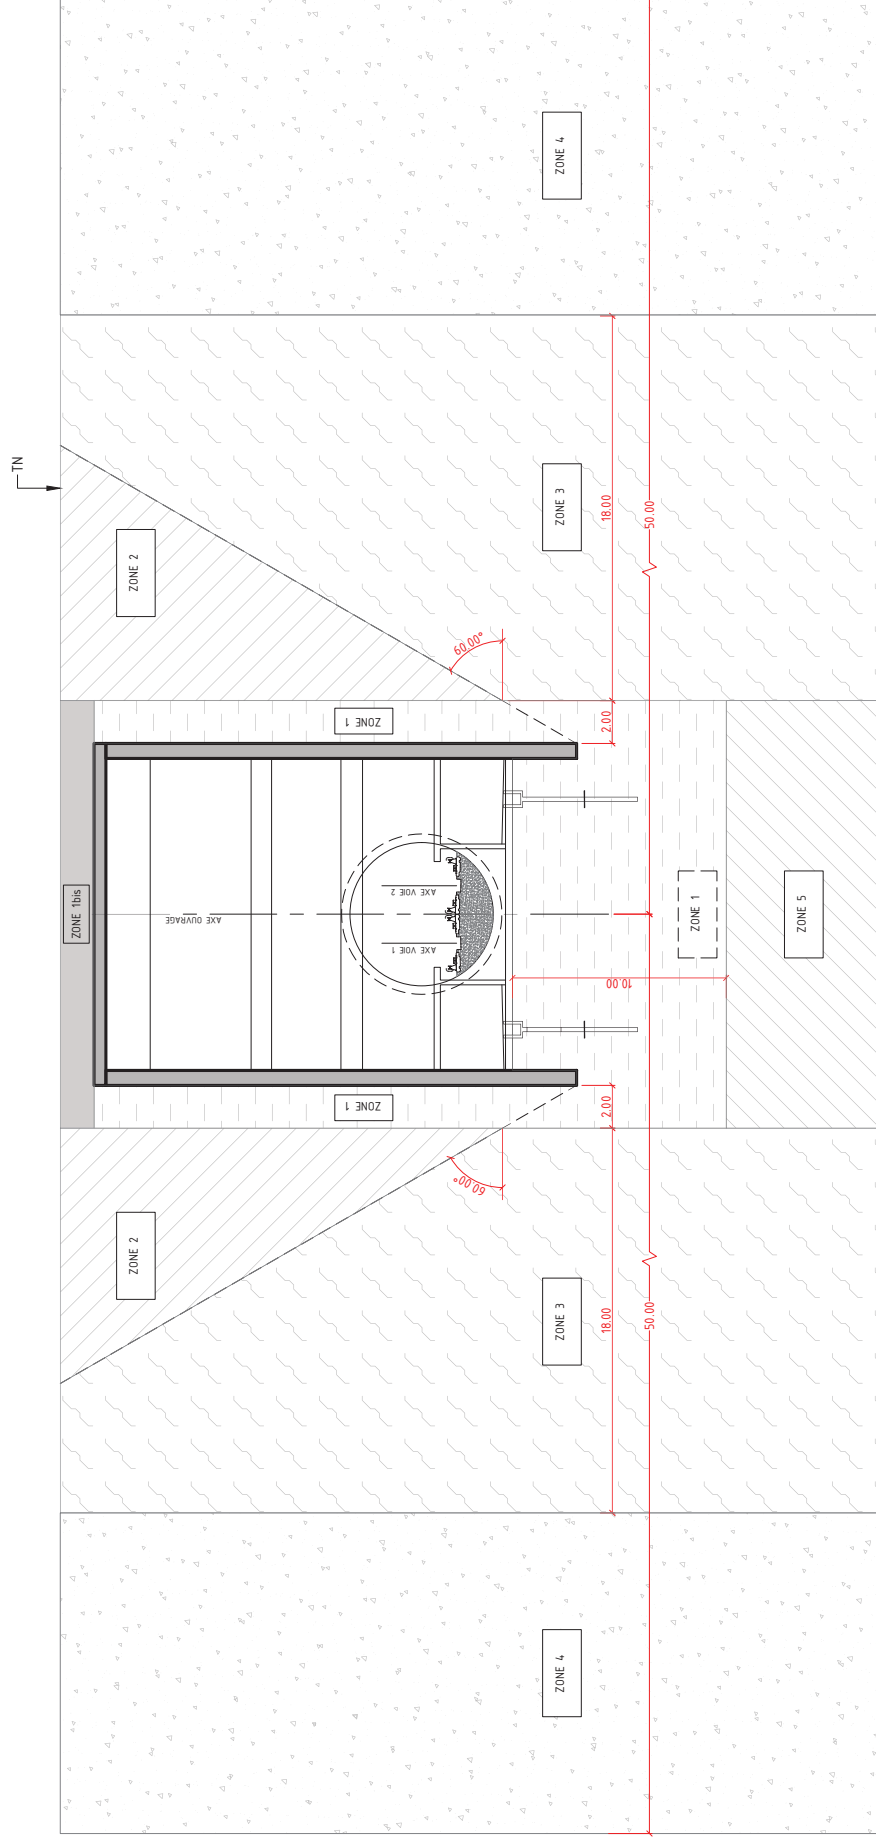 TN
ZONE 4
ZONE 3
ZONE 2
18.00
50.00
60.00°
ZONE 1
2.00
ZONE 1bis
AXE OUVRAGE
AXE VOIE 2
AXE VOIE 1
ZONE 1
ZONE 5
10.00
ZONE 1
2.00
60.00°
ZONE 2
ZONE 3
18.00
50.00
ZONE 4